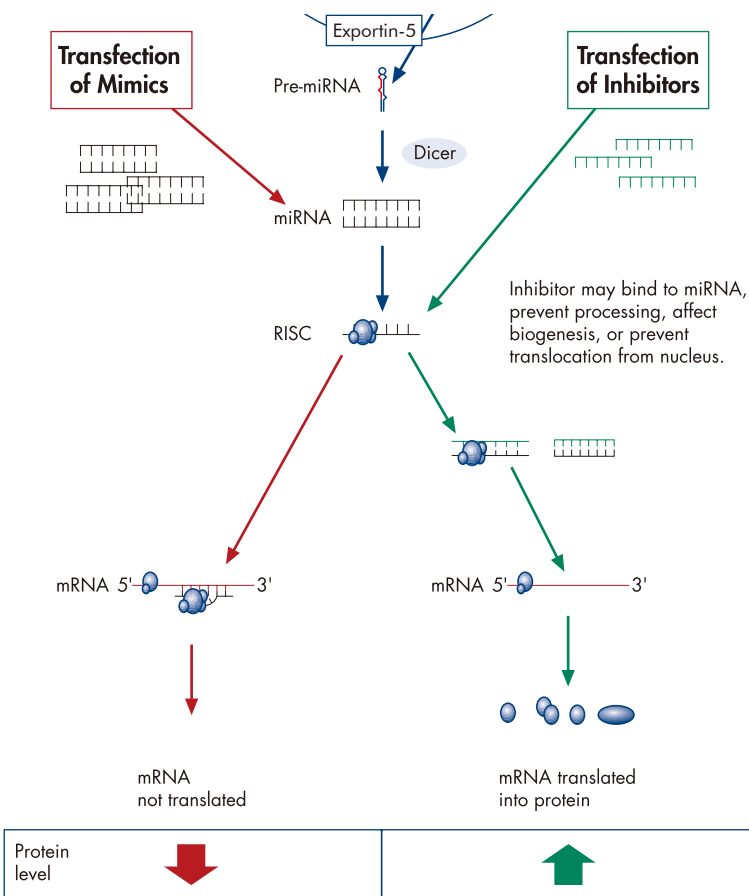 Exportin-5
Transfection
of Mimics
Transfection
of Inhibitors
Pre-miRNA
Dicer
miRNA
Inhibitor may bind to miRNA,
prevent processing, affect
biogenesis, or prevent
translocation from nucleus.
RISC
mRNA 5' 3'
mRNA 5' 3'
mRNA
not translated
mRNA translated
into protein
Protein
level